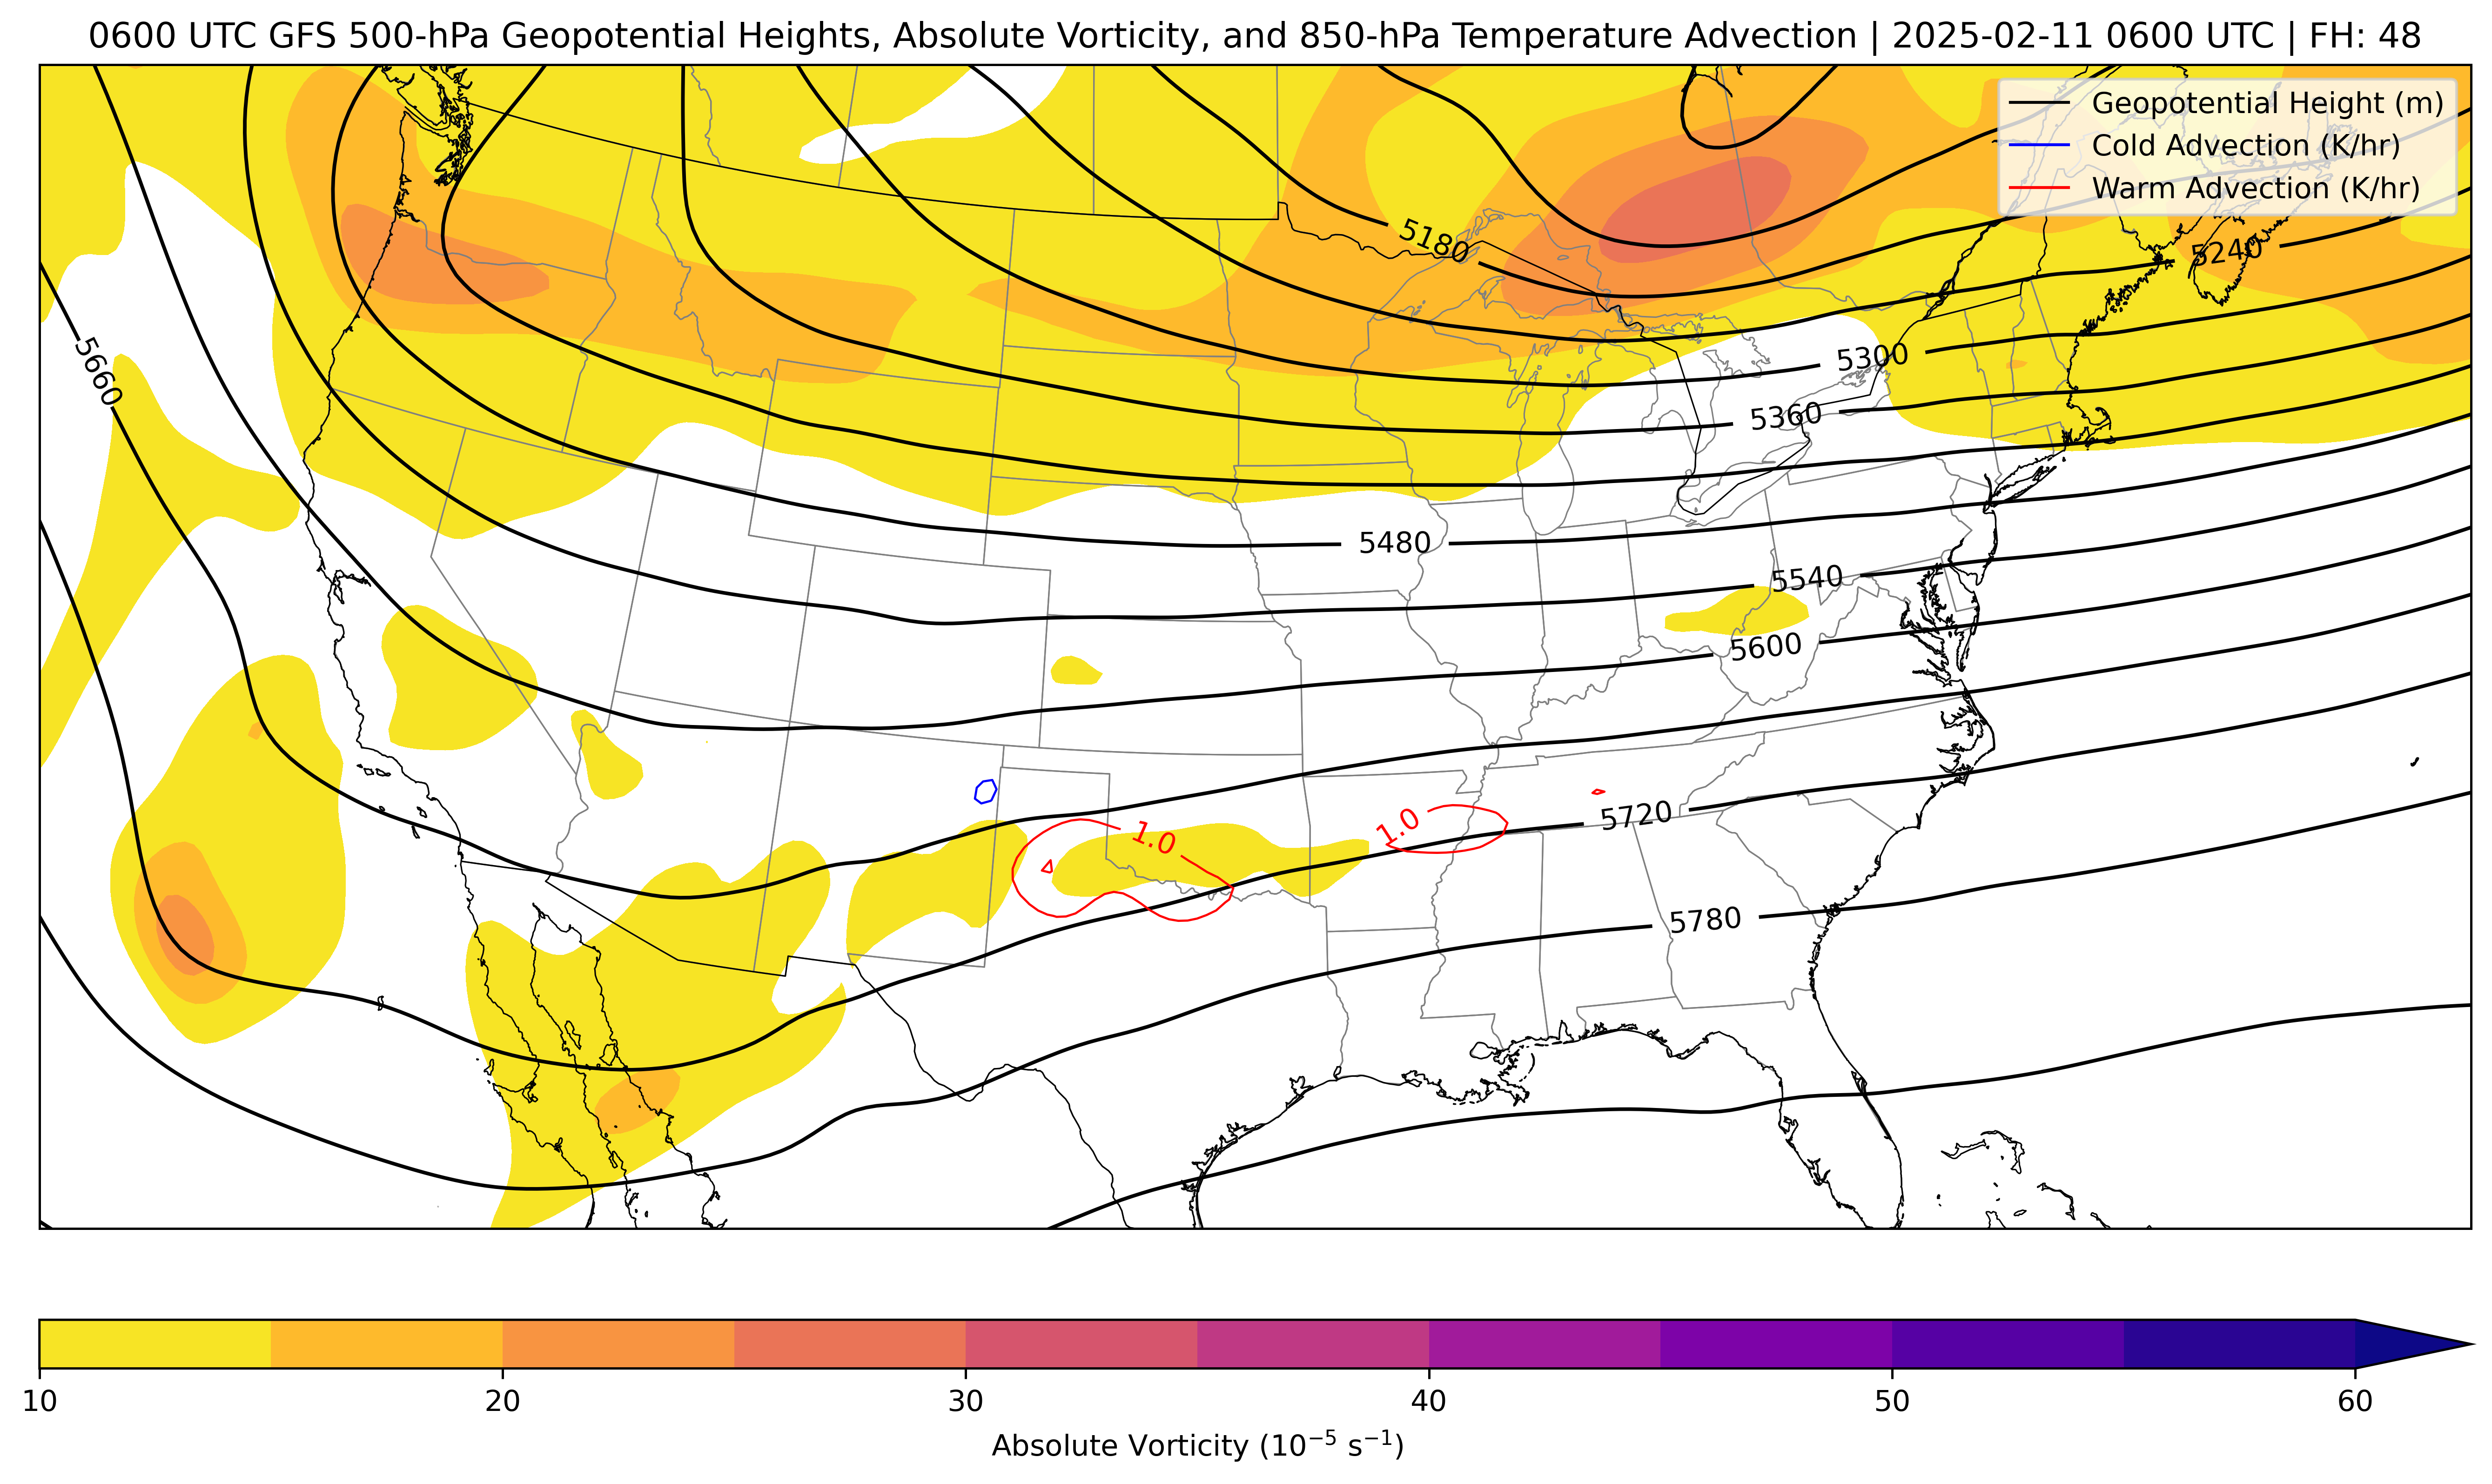 0600 UTC GFS 500-hPa Geopotential Heights, Absolute Vorticity, and 850-hPa Temperature Advection | 2025-02-11 0600 UTC | FH: 48
Geopotential Height (m)
Cold Advection (K/hr)
Warm Advection (K/hr)
5180
5240
5300
5660
5360
5480
5540
5600
1.0
1.0
5720
5780
10 20 30 40 50 60
Absolute Vorticity (10⁻⁵ s⁻¹)